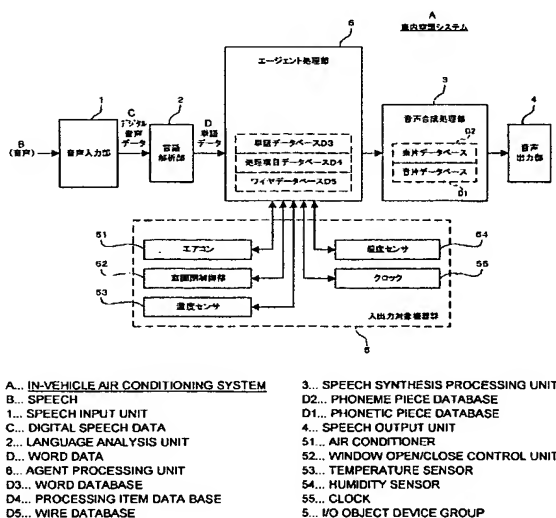 A
車内空調システム
6
エージェント処理部
1
C
デジタル
音声
データ
2
D
単語
データ
3
音声合成処理部
4
B
(音声)
音声入力部
言語
解析部
単語データベースD3
処理項目データベースD4
ワイヤデータベースD5
D2
素片データベース
音片データベース
D1
音声
出力部
51
エアコン
52
窓開閉制御部
53
温度センサ
54
湿度センサ
55
クロック
入出力対象機器群
5
A... IN-VEHICLE AIR CONDITIONING SYSTEM
B... SPEECH
1... SPEECH INPUT UNIT
C... DIGITAL SPEECH DATA
2... LANGUAGE ANALYSIS UNIT
D... WORD DATA
6... AGENT PROCESSING UNIT
D3... WORD DATABASE
D4... PROCESSING ITEM DATA BASE
D5... WIRE DATABASE
3... SPEECH SYNTHESIS PROCESSING UNIT
D2... PHONEME PIECE DATABASE
D1... PHONETIC PIECE DATABASE
4... SPEECH OUTPUT UNIT
51... AIR CONDITIONER
52... WINDOW OPEN/CLOSE CONTROL UNIT
53... TEMPERATURE SENSOR
54... HUMIDITY SENSOR
55... CLOCK
5... I/O OBJECT DEVICE GROUP